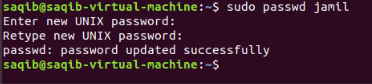 saqib@saqib-virtual-machine:~$ sudo passwd jamil
Enter new UNIX password:
Retype new UNIX password:
passwd: password updated successfully
saqib@saqib-virtual-machine:~$